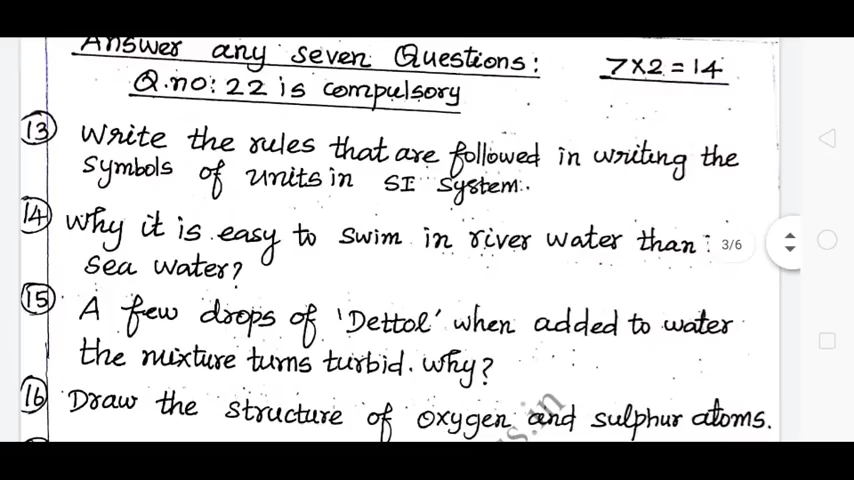 Answer any seven Questions: 7×2=14
Q.no: 22 is compulsory
13 Write the rules that are followed in writing the
symbols of units in SI system.
14 Why it is easy to swim in river water than
sea water?
3/6
15 A few drops of 'Dettol' when added to water
the mixture turns turbid. Why?
16 Draw the structure of oxygen and sulphur atoms.